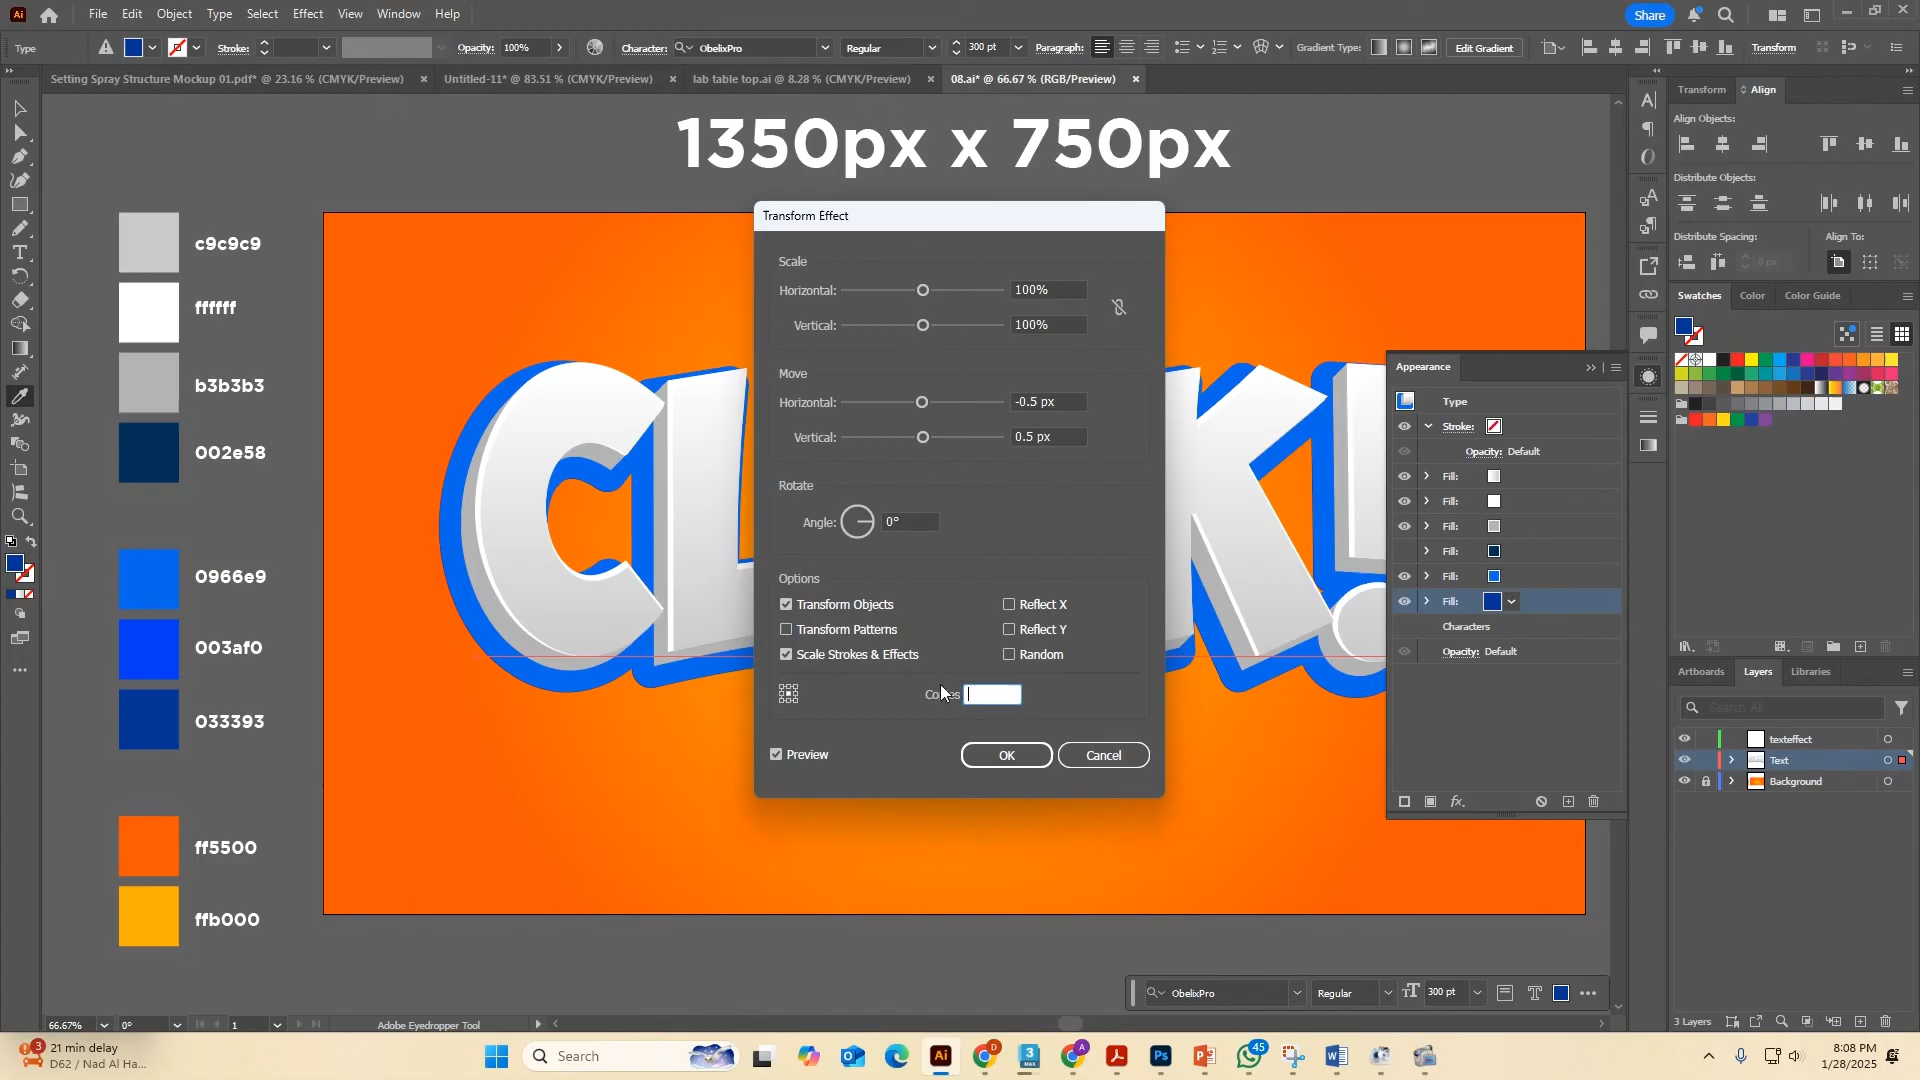 Ai File Edit Object Type Select Effect View Window Help Share
Type Stroke: Opacity: 100% Character: ObelixPro Regular 300 pt Paragraph: Gradient Type: Edit Gradient Transform
Setting Spray Structure Mockup 01.pdf* @ 23.16 % (CMYK/Preview) × Untitled-11* @ 83.51 % (CMYK/Preview) × lab table top.ai @ 8.28 % (CMYK/Preview) × 08.ai* @ 66.67 % (RGB/Preview) ×
1350px x 750px
c9c9c9
ffffff
b3b3b3
002e58
0966e9
003af0
033393
ff5500
ffb000
Transform Effect
Scale
Horizontal: 100%
Vertical: 100%
Move
Horizontal: -0.5 px
Vertical: 0.5 px
Rotate
Angle: 0°
Options
Transform Objects Reflect X
Transform Patterns Reflect Y
Scale Strokes & Effects Random
Preview OK Cancel
Appearance
Type
Stroke:
Opacity: Default
Fill:
Fill:
Fill:
Fill:
Fill:
Fill:
Characters
Opacity: Default
Transform Align
Align Objects:
Distribute Objects:
Distribute Spacing: Align To:
0 px
Swatches Color Color Guide
Artboards Layers Libraries
Search All
texteffect
Text
Background
3 Layers
ObelixPro Regular 300 pt
66.67% 0° 1 Adobe Eyedropper Tool
3 21 min delay
D62 / Nad Al Ha...
Search
45
8:08 PM
1/28/2025